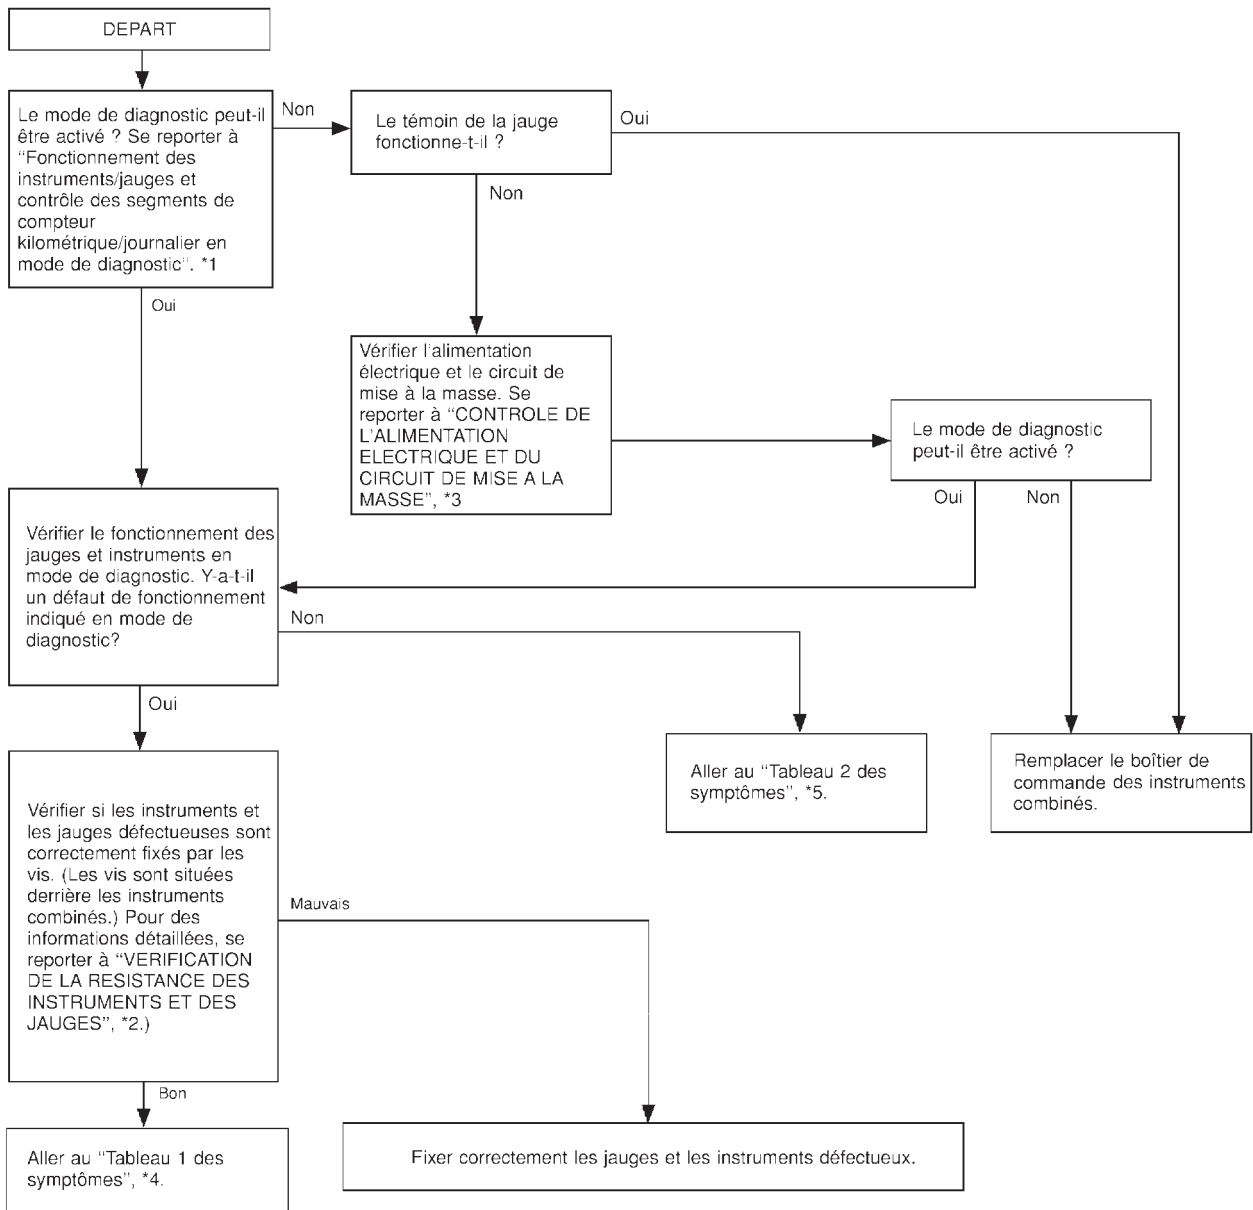 DEPART
Le mode de diagnostic peut-il
être activé ? Se reporter à
“Fonctionnement des
instruments/jauges et
contrôle des segments de
compteur
kilométrique/journalier en
mode de diagnostic”. *1
Non
Le témoin de la jauge
fonctionne-t-il ?
Oui
Non
Oui
Vérifier l’alimentation
électrique et le circuit de
mise à la masse. Se
reporter à “CONTROLE DE
L’ALIMENTATION
ELECTRIQUE ET DU
CIRCUIT DE MISE A LA
MASSE”, *3
Le mode de diagnostic
peut-il être activé ?
Oui
Non
Vérifier le fonctionnement des
jauges et instruments en
mode de diagnostic. Y-a-t-il
un défaut de fonctionnement
indiqué en mode de
diagnostic?
Non
Oui
Aller au “Tableau 2 des
symptômes”, *5.
Remplacer le boîtier de
commande des instruments
combinés.
Vérifier si les instruments et
les jauges défectueuses sont
correctement fixés par les
vis. (Les vis sont situées
derrière les instruments
combinés.) Pour des
informations détaillées, se
reporter à “VERIFICATION
DE LA RESISTANCE DES
INSTRUMENTS ET DES
JAUGES”, *2.)
Mauvais
Bon
Aller au “Tableau 1 des
symptômes”, *4.
Fixer correctement les jauges et les instruments défectueux.